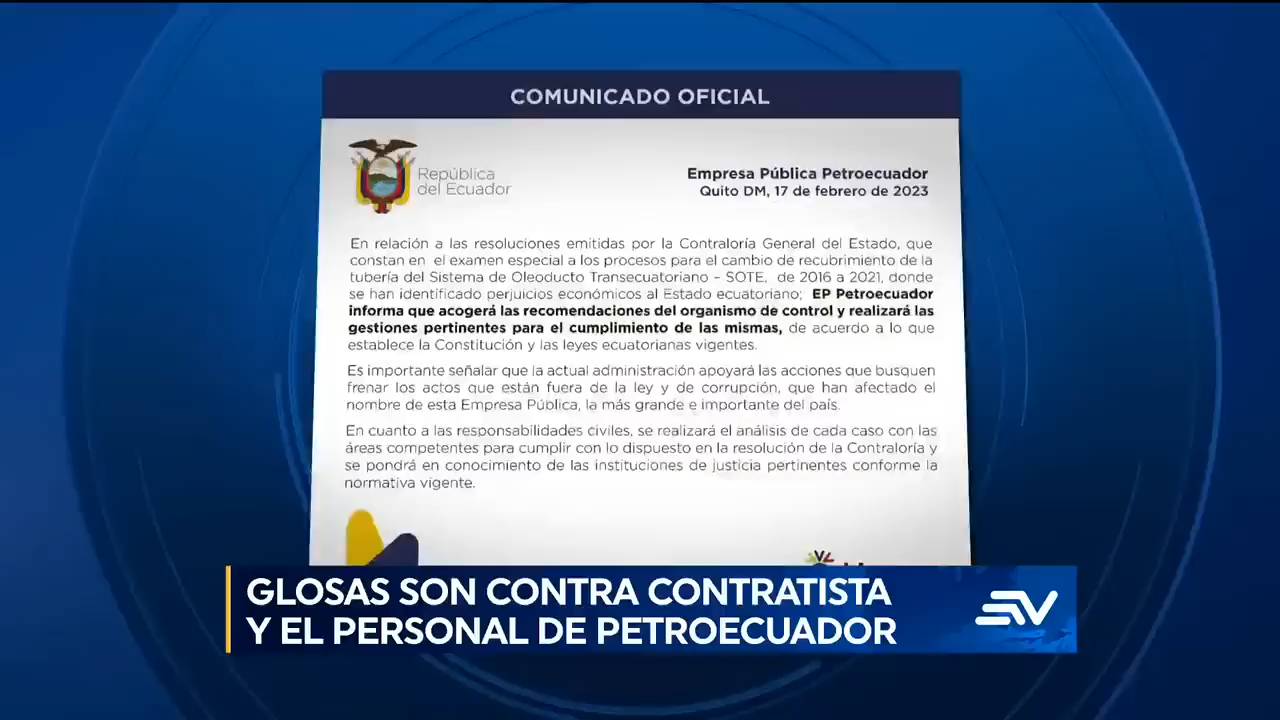 COMUNICADO OFICIAL
República
del Ecuador
Empresa Pública Petroecuador
Quito DM, 17 de febrero de 2023
En relación a las resoluciones emitidas por la Contraloría General del Estado, que
constan en el examen especial a los procesos para el cambio de recubrimiento de la
tubería del Sistema de Oleoducto Transecuatoriano – SOTE, de 2016 a 2021, donde
se han identificado perjuicios económicos al Estado ecuatoriano; EP Petroecuador
informa que acogerá las recomendaciones del organismo de control y realizará las
gestiones pertinentes para el cumplimiento de las mismas, de acuerdo a lo que
establece la Constitución y las leyes ecuatorianas vigentes.
Es importante señalar que la actual administración apoyará las acciones que busquen
frenar los actos que están fuera de la ley y de corrupción, que han afectado el
nombre de esta Empresa Pública, la más grande e importante del país.
En cuanto a las responsabilidades civiles, se realizará el análisis de cada caso con las
áreas competentes para cumplir con lo dispuesto en la resolución de la Contraloría y
se pondrá en conocimiento de las instituciones de justicia pertinentes conforme la
normativa vigente.
GLOSAS SON CONTRA CONTRATISTA
Y EL PERSONAL DE PETROECUADOR